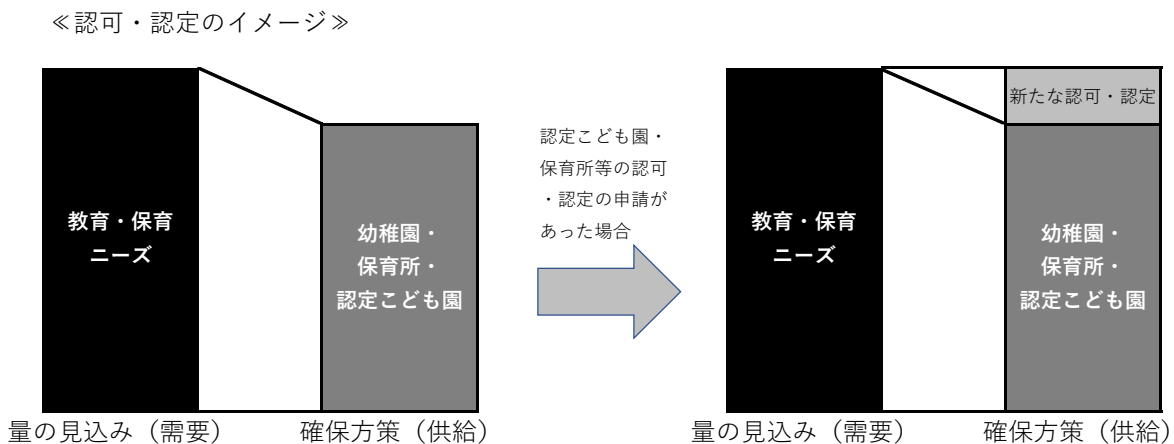 ≪認可・認定のイメージ≫
教育・保育
ニーズ
幼稚園・
保育所・
認定こども園
量の見込み（需要）
確保方策（供給）
認定こども園・
保育所等の認可
・認定の申請が
あった場合
新たな認可・認定
教育・保育
ニーズ
幼稚園・
保育所・
認定こども園
量の見込み（需要）
確保方策（供給）